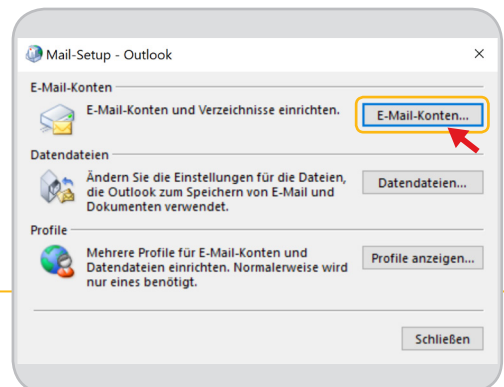 Mail-Setup - Outlook
E-Mail-Konten
E-Mail-Konten und Verzeichnisse einrichten.
E-Mail-Konten...
Datendateien
Ändern Sie die Einstellungen für die Dateien,
die Outlook zum Speichern von E-Mail und
Dokumenten verwendet.
Datendateien...
Profile
Mehrere Profile für E-Mail-Konten und
Datendateien einrichten. Normalerweise wird
nur eines benötigt.
Profile anzeigen...
Schließen